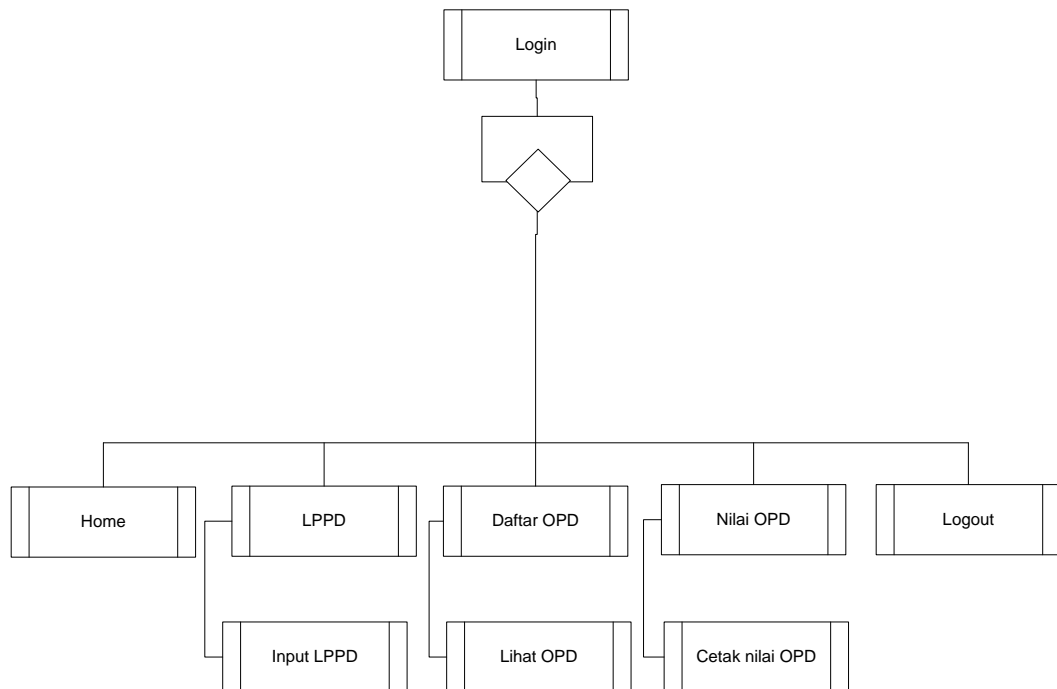 Login
Home
LPPD
Daftar OPD
Nilai OPD
Logout
Input LPPD
Lihat OPD
Cetak nilai OPD